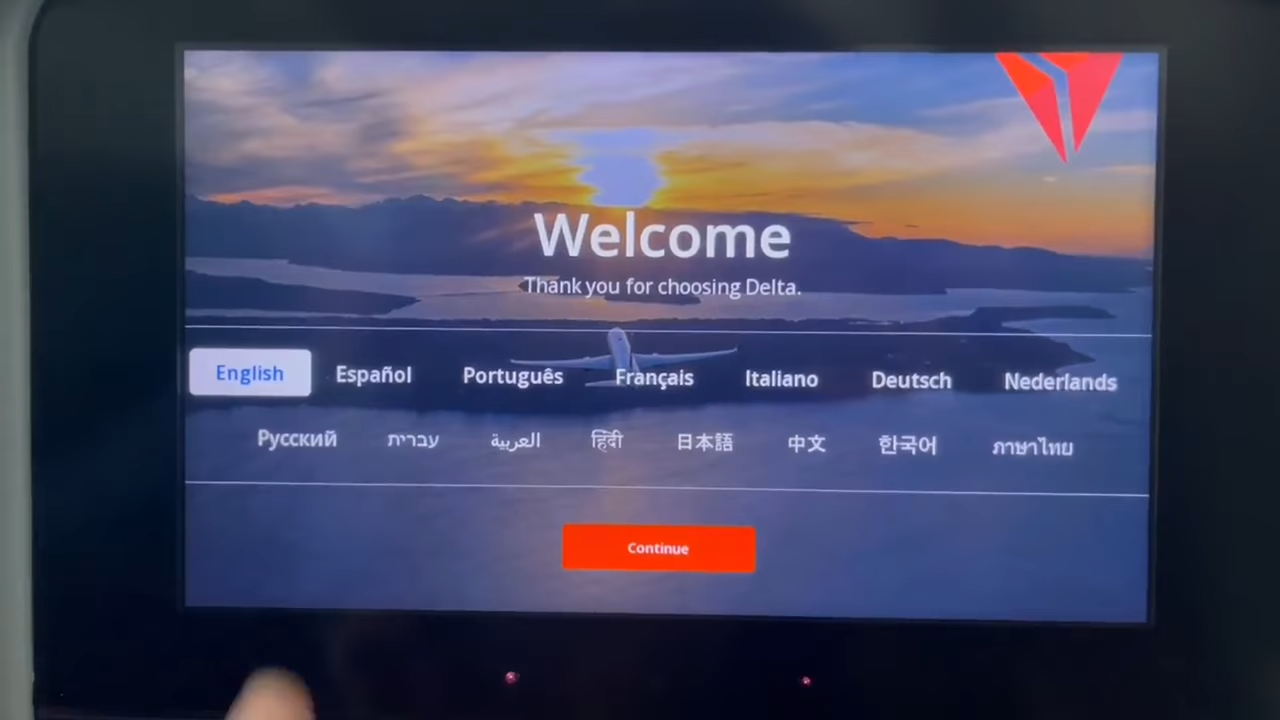 Welcome
Thank you for choosing Delta.
English Español Português Français Italiano Deutsch Nederlands
Русский עברית العربية हिंदी 日本語 中文 한국어 ภาษาไทย
Continue